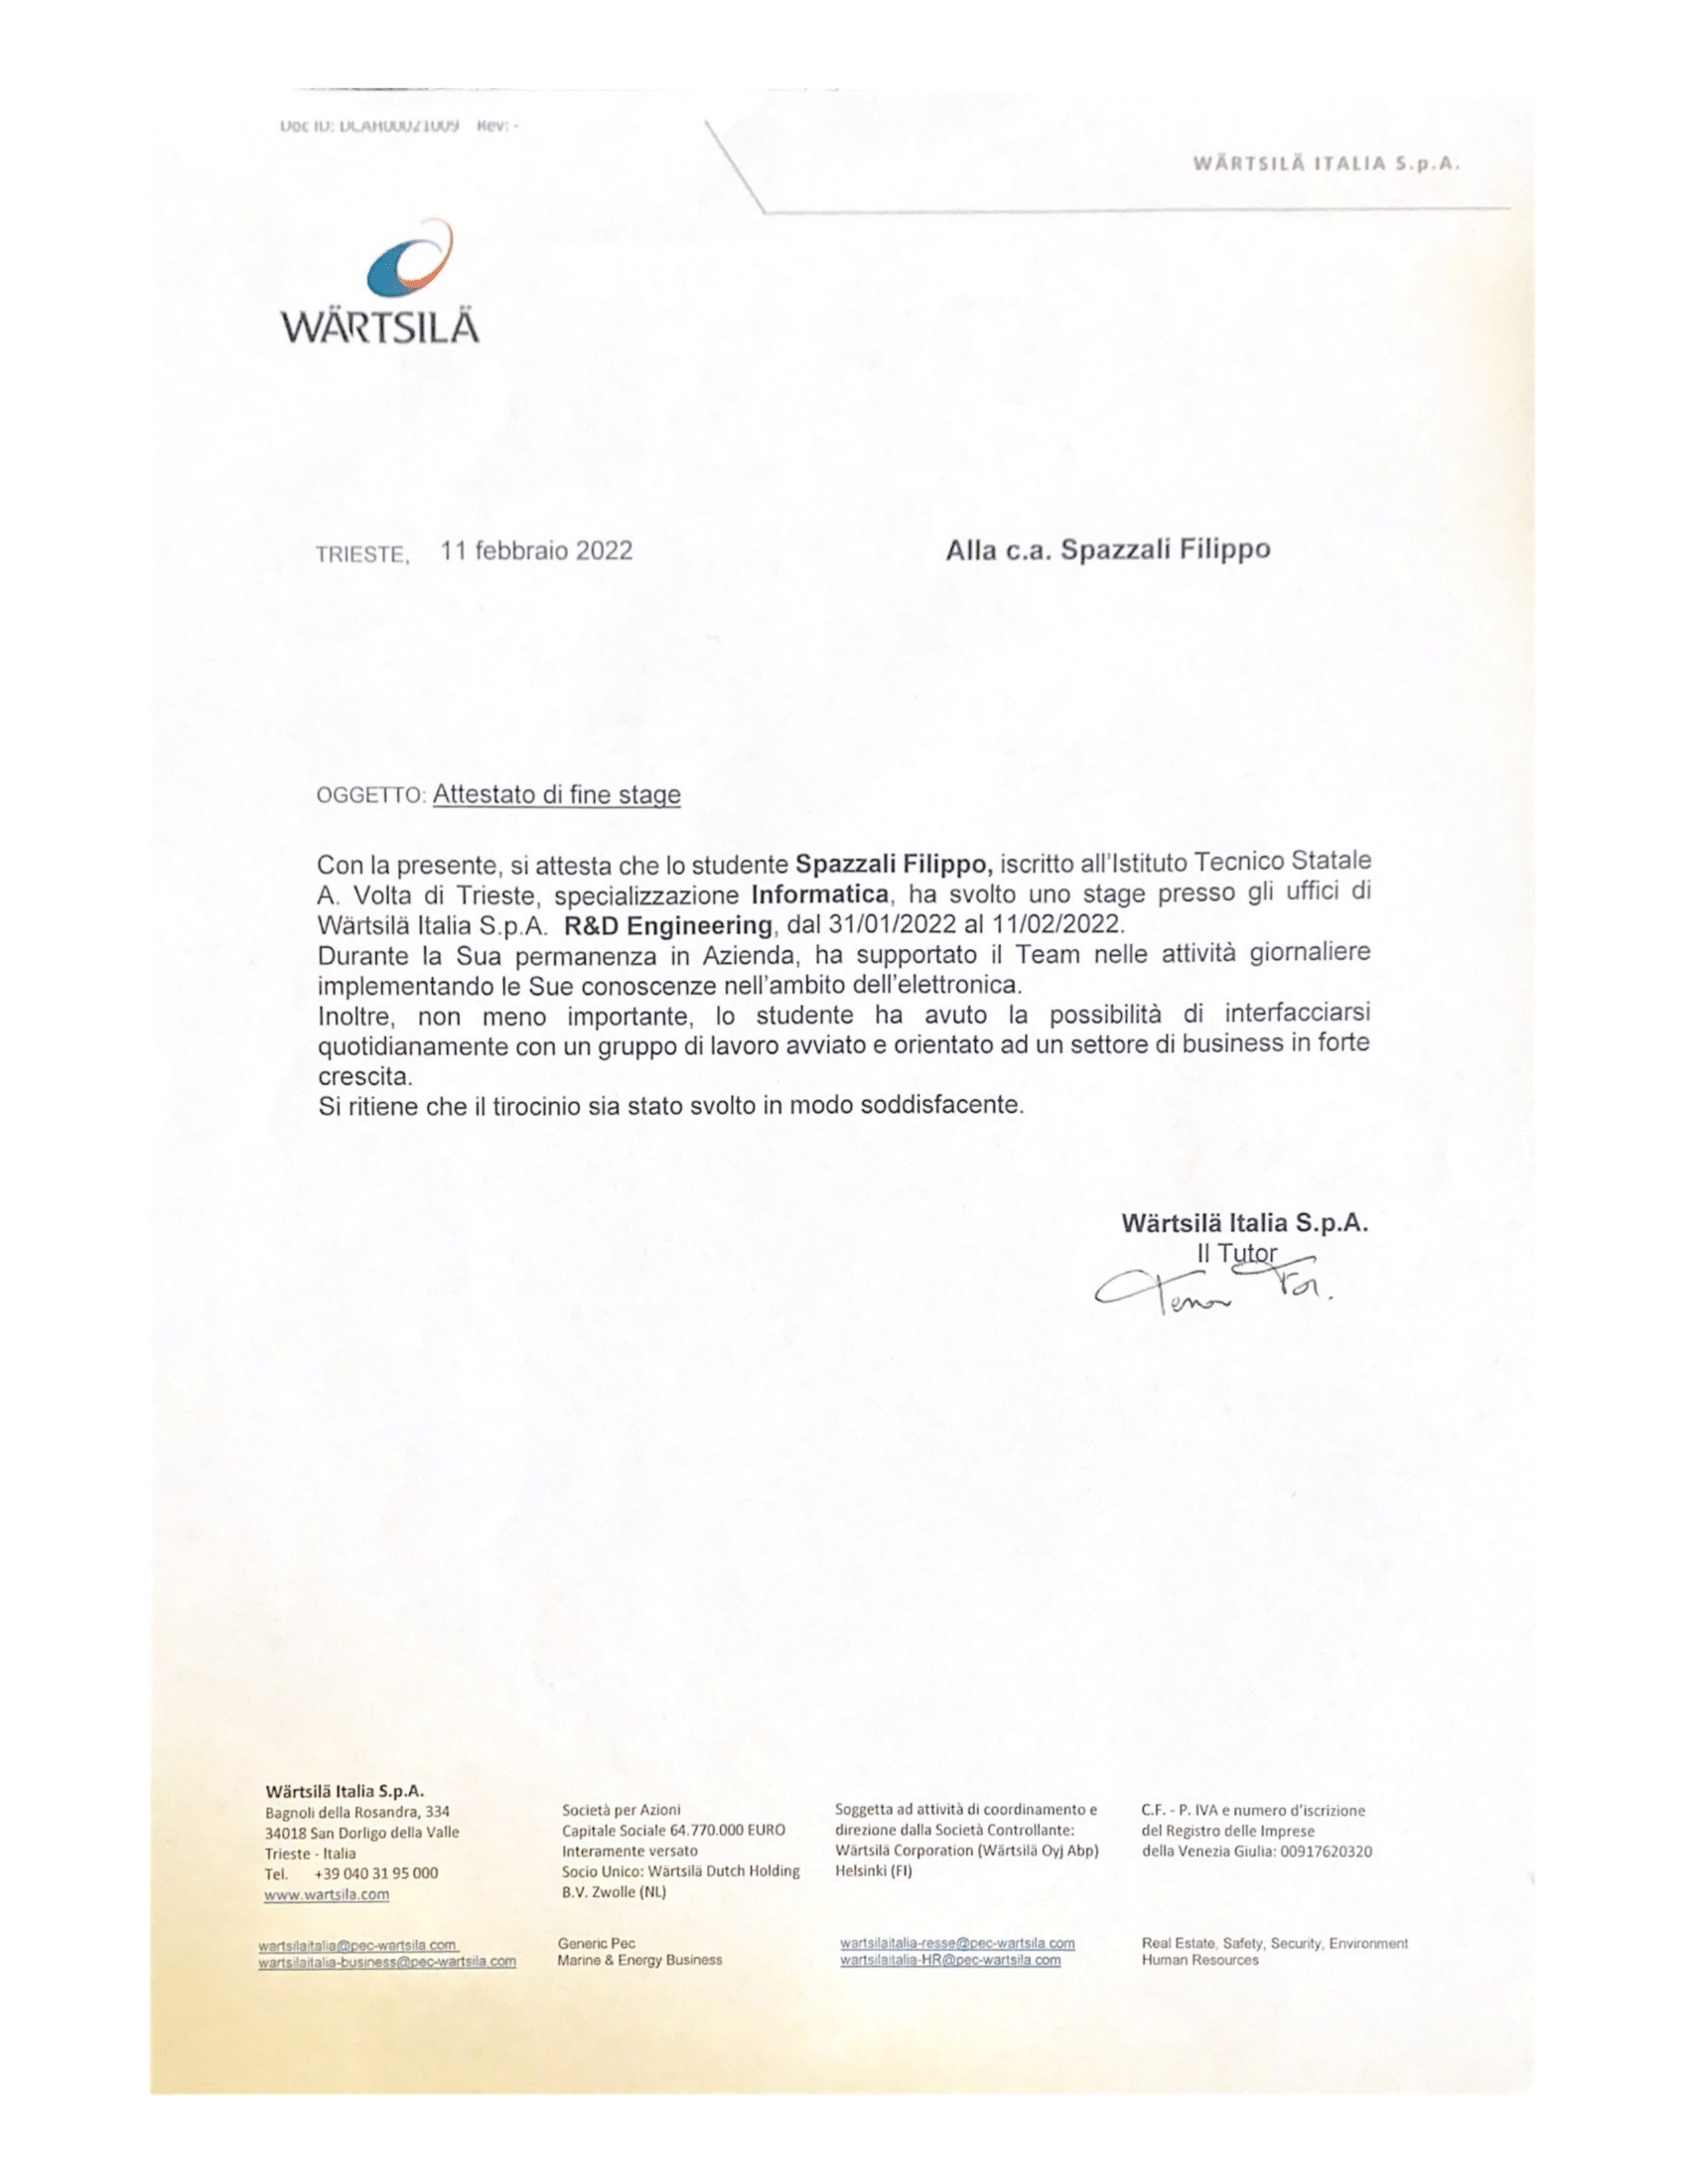 Rev: -
WÄRTSILÄ ITALIA S.p.A.
WÄRTSILÄ
TRIESTE, 11 febbraio 2022
Alla c.a. Spazzali Filippo
OGGETTO: Attestato di fine stage
Con la presente, si attesta che lo studente Spazzali Filippo, iscritto all'Istituto Tecnico Statale
A. Volta di Trieste, specializzazione Informatica, ha svolto uno stage presso gli uffici di
Wärtsilä Italia S.p.A. R&D Engineering, dal 31/01/2022 al 11/02/2022.
Durante la Sua permanenza in Azienda, ha supportato il Team nelle attività giornaliere
implementando le Sue conoscenze nell'ambito dell'elettronica.
Inoltre, non meno importante, lo studente ha avuto la possibilità di interfacciarsi
quotidianamente con un gruppo di lavoro avviato e orientato ad un settore di business in forte
crescita.
Si ritiene che il tirocinio sia stato svolto in modo soddisfacente.
Wärtsilä Italia S.p.A.
Il Tutor
Wärtsilä Italia S.p.A.
Bagnoli della Rosandra, 334
34018 San Dorligo della Valle
Trieste - Italia
Tel. +39 040 31 95 000
www.wartsila.com
Società per Azioni
Capitale Sociale 64.770.000 EURO
Interamente versato
Socio Unico: Wärtsilä Dutch Holding
B.V. Zwolle (NL)
Soggetta ad attività di coordinamento e
direzione dalla Società Controllante:
Wärtsilä Corporation (Wärtsilä Oyj Abp)
Helsinki (FI)
C.F. - P. IVA e numero d'iscrizione
del Registro delle Imprese
della Venezia Giulia: 00917620320
wartsilaitalia@pec-wartsila.com
wartsilaitalia-business@pec-wartsila.com
Generic Pec
Marine & Energy Business
wartsilaitalia-resse@pec-wartsila.com
wartsilaitalia-HR@pec-wartsila.com
Real Estate, Safety, Security, Environment
Human Resources